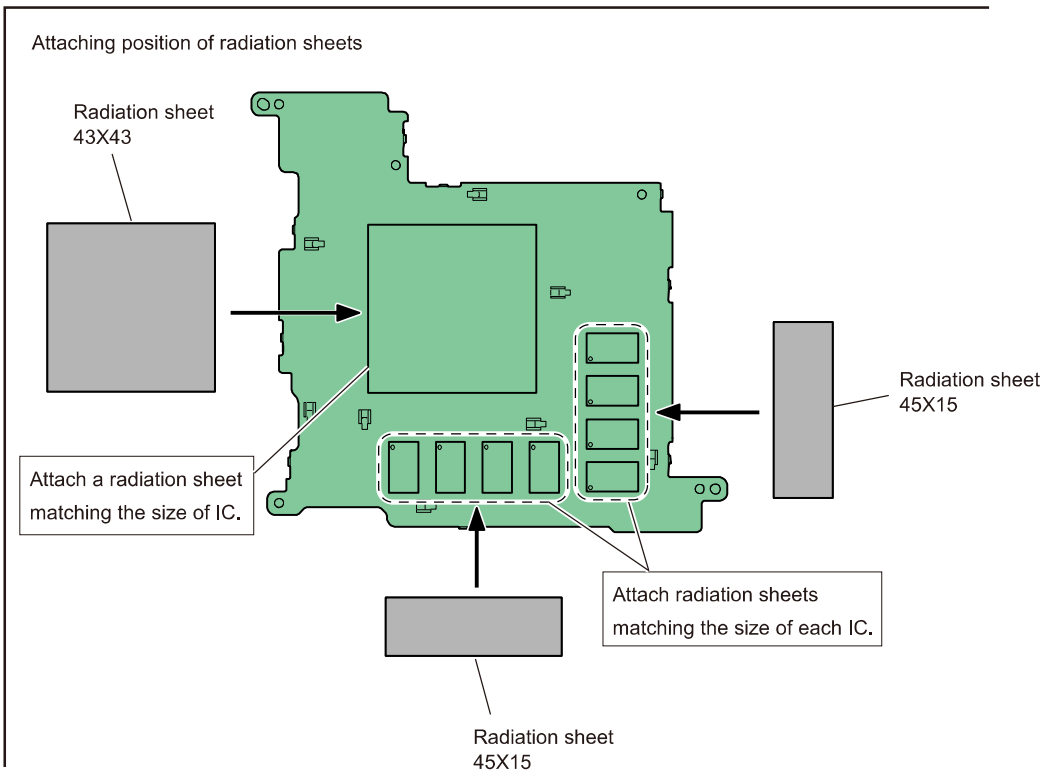 Attaching position of radiation sheets
Radiation sheet
43X43
Radiation sheet
45X15
Attach a radiation sheet
matching the size of IC.
Attach radiation sheets
matching the size of each IC.
Radiation sheet
45X15